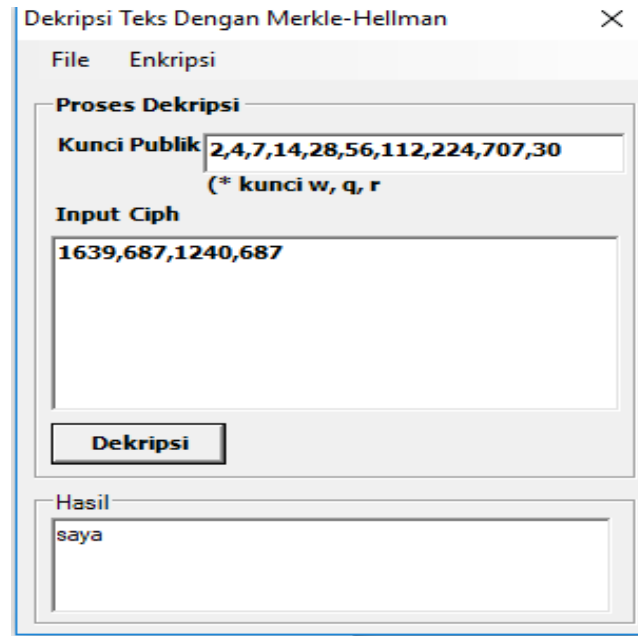 Dekripsi Teks Dengan Merkle-Hellman
File Enkripsi
Proses Dekripsi
Kunci Publik 2,4,7,14,28,56,112,224,707,30
(* kunci w, q, r
Input Ciph
1639,687,1240,687
Dekripsi
Hasil
saya